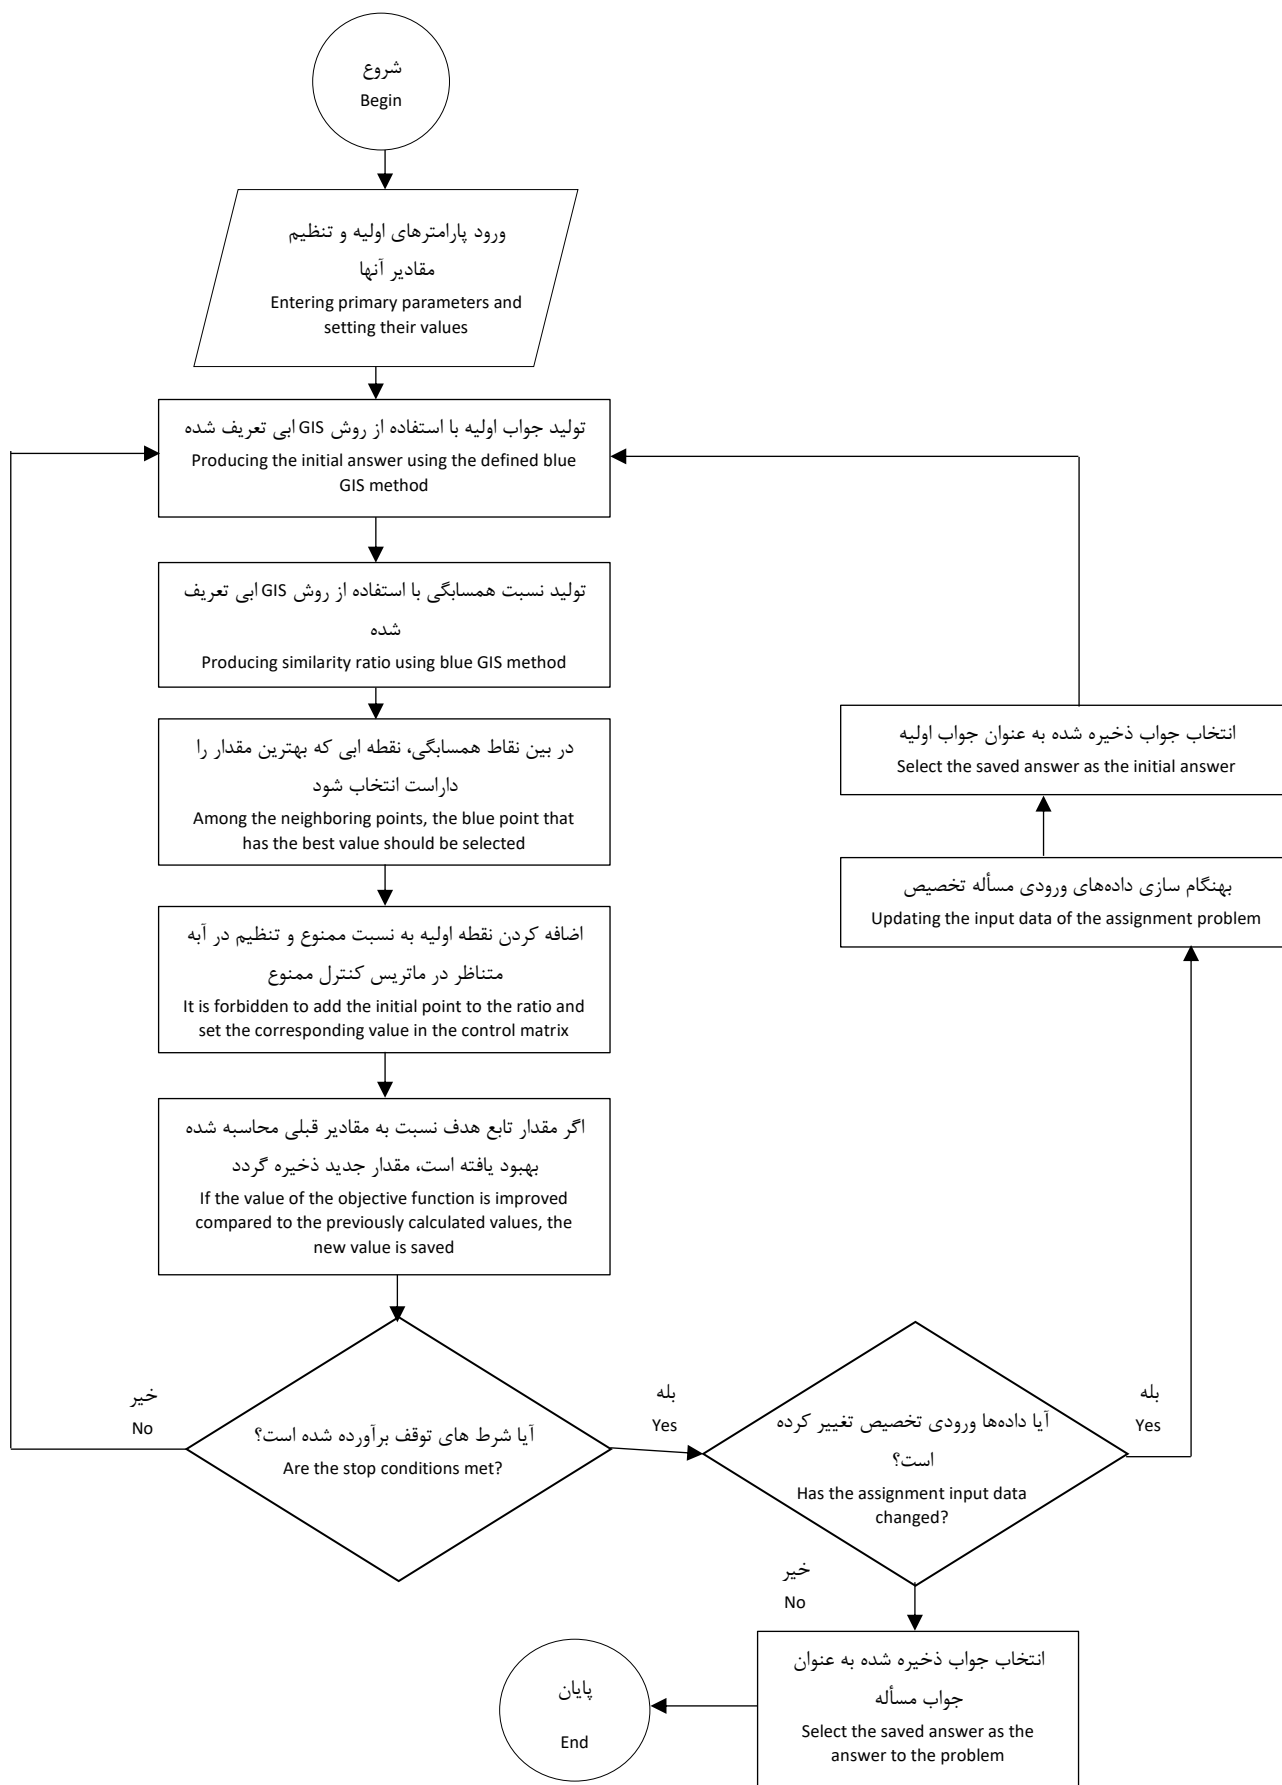 شروع
Begin
ورود پارامترهای اولیه و تنظیم
مقادیر آنها
Entering primary parameters and
setting their values
تولید جواب اولیه با استفاده از روش GIS ابی تعریف شده
Producing the initial answer using the defined blue
GIS method
تولید نسبت همسابگی با استفاده از روش GIS ابی تعریف
شده
Producing similarity ratio using blue GIS method
در بین نقاط همسابگی، نقطه ابی که بهترین مقدار را
داراست انتخاب شود
Among the neighboring points, the blue point that
has the best value should be selected
اضافه کردن نقطه اولیه به نسبت ممنوع و تنظیم در آبه
متناظر در ماتریس کنترل ممنوع
It is forbidden to add the initial point to the ratio and
set the corresponding value in the control matrix
اگر مقدار تابع هدف نسبت به مقادیر قبلی محاسبه شده
بهبود یافته است، مقدار جدید ذخیره گردد
If the value of the objective function is improved
compared to the previously calculated values, the
new value is saved
انتخاب جواب ذخیره شده به عنوان جواب اولیه
Select the saved answer as the initial answer
بهنگام سازی داده‌های ورودی مسأله تخصیص
Updating the input data of the assignment problem
خیر
No
آیا شرط های توقف برآورده شده است؟
Are the stop conditions met?
بله
Yes
آیا داده‌ها ورودی تخصیص تغییر کرده
است؟
Has the assignment input data
changed?
بله
Yes
خیر
No
انتخاب جواب ذخیره شده به عنوان
جواب مسأله
Select the saved answer as the
answer to the problem
پایان
End